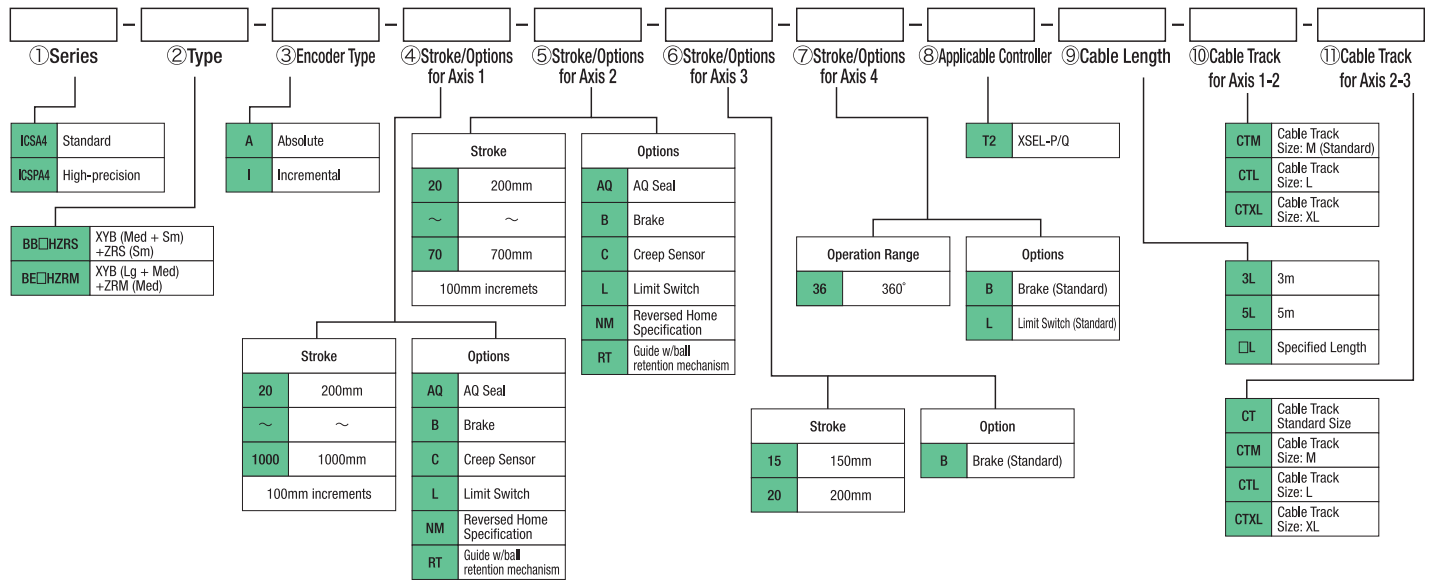 ①Series
②Type
③Encoder Type
④Stroke/Options
for Axis 1
⑤Stroke/Options
for Axis 2
⑥Stroke/Options
for Axis 3
⑦Stroke/Options
for Axis 4
⑧Applicable Controller
⑨Cable Length
⑩Cable Track
for Axis 1-2
⑪Cable Track
for Axis 2-3
ICSA4 Standard
ICSPA4 High-precision
BB□HZRS XYB (Med + Sm)
+ZRS (Sm)
BE□HZRM XYB (Lg + Med)
+ZRM (Med)
A Absolute
I Incremental
Stroke
20 200mm
～ ～
1000 1000mm
100mm increments
Options
AQ AQ Seal
B Brake
C Creep Sensor
L Limit Switch
NM Reversed Home
Specification
RT Guide w/ball
retention mechanism
Stroke
20 200mm
～ ～
70 700mm
100mm incremets
Options
AQ AQ Seal
B Brake
C Creep Sensor
L Limit Switch
NM Reversed Home
Specification
RT Guide w/ball
retention mechanism
Stroke
15 150mm
20 200mm
Option
B Brake (Standard)
Operation Range
36 360°
Options
B Brake (Standard)
L Limit Switch (Standard)
T2 XSEL-P/Q
3L 3m
5L 5m
□L Specified Length
CTM Cable Track
Size: M (Standard)
CTL Cable Track
Size: L
CTXL Cable Track
Size: XL
CT Cable Track
Standard Size
CTM Cable Track
Size: M
CTL Cable Track
Size: L
CTXL Cable Track
Size: XL